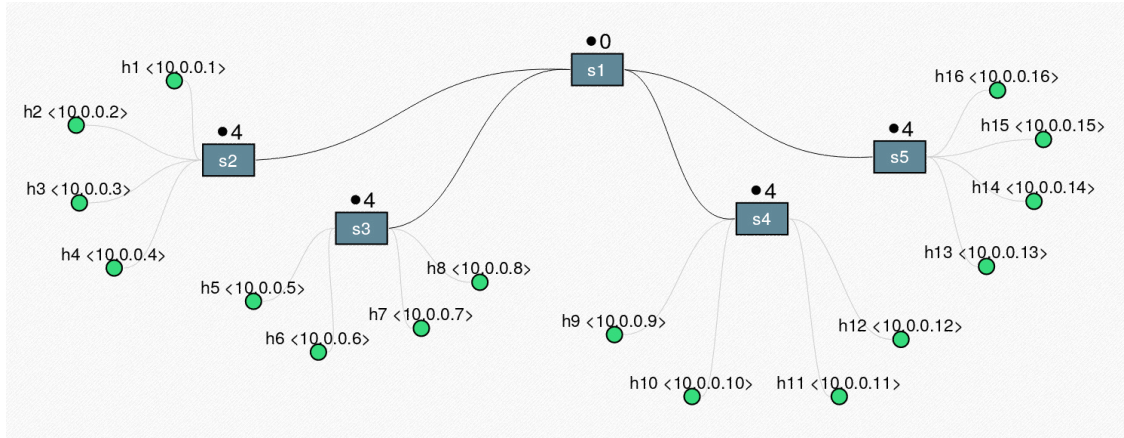 ●0
s1
h1 <10.0.0.1>
h2 <10.0.0.2>
●4
s2
h3 <10.0.0.3>
h4 <10.0.0.4>
●4
s3
h5 <10.0.0.5>
h6 <10.0.0.6>
h7 <10.0.0.7>
h8 <10.0.0.8>
●4
s4
h9 <10.0.0.9>
h10 <10.0.0.10>
h11 <10.0.0.11>
h12 <10.0.0.12>
●4
s5
h16 <10.0.0.16>
h15 <10.0.0.15>
h14 <10.0.0.14>
h13 <10.0.0.13>